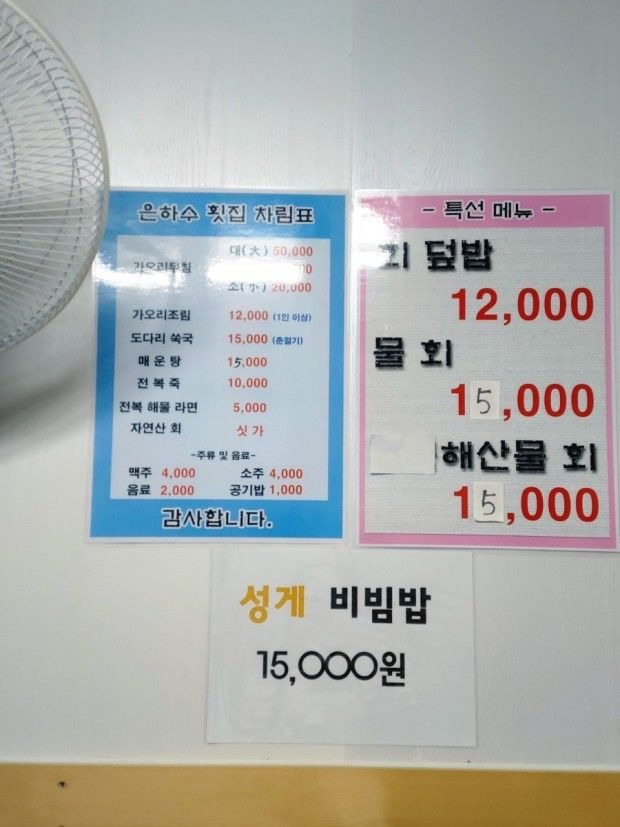 은하수 횟집 차림표
대(大) 50,000
가오리무침
소(小) 20,000
가오리조림 12,000 (1인 이상)
도다리 쑥국 15,000 (춘절기)
매운탕 15,000
전복죽 10,000
전복 해물 라면 5,000
자연산 회 싯가
-주류 및 음료-
맥주 4,000 소주 4,000
음료 2,000 공기밥 1,000
감사합니다.
- 특선 메뉴 -
회 덮밥
12,000
물 회
15,000
해산물 회
15,000
성게 비빔밥
15,000원